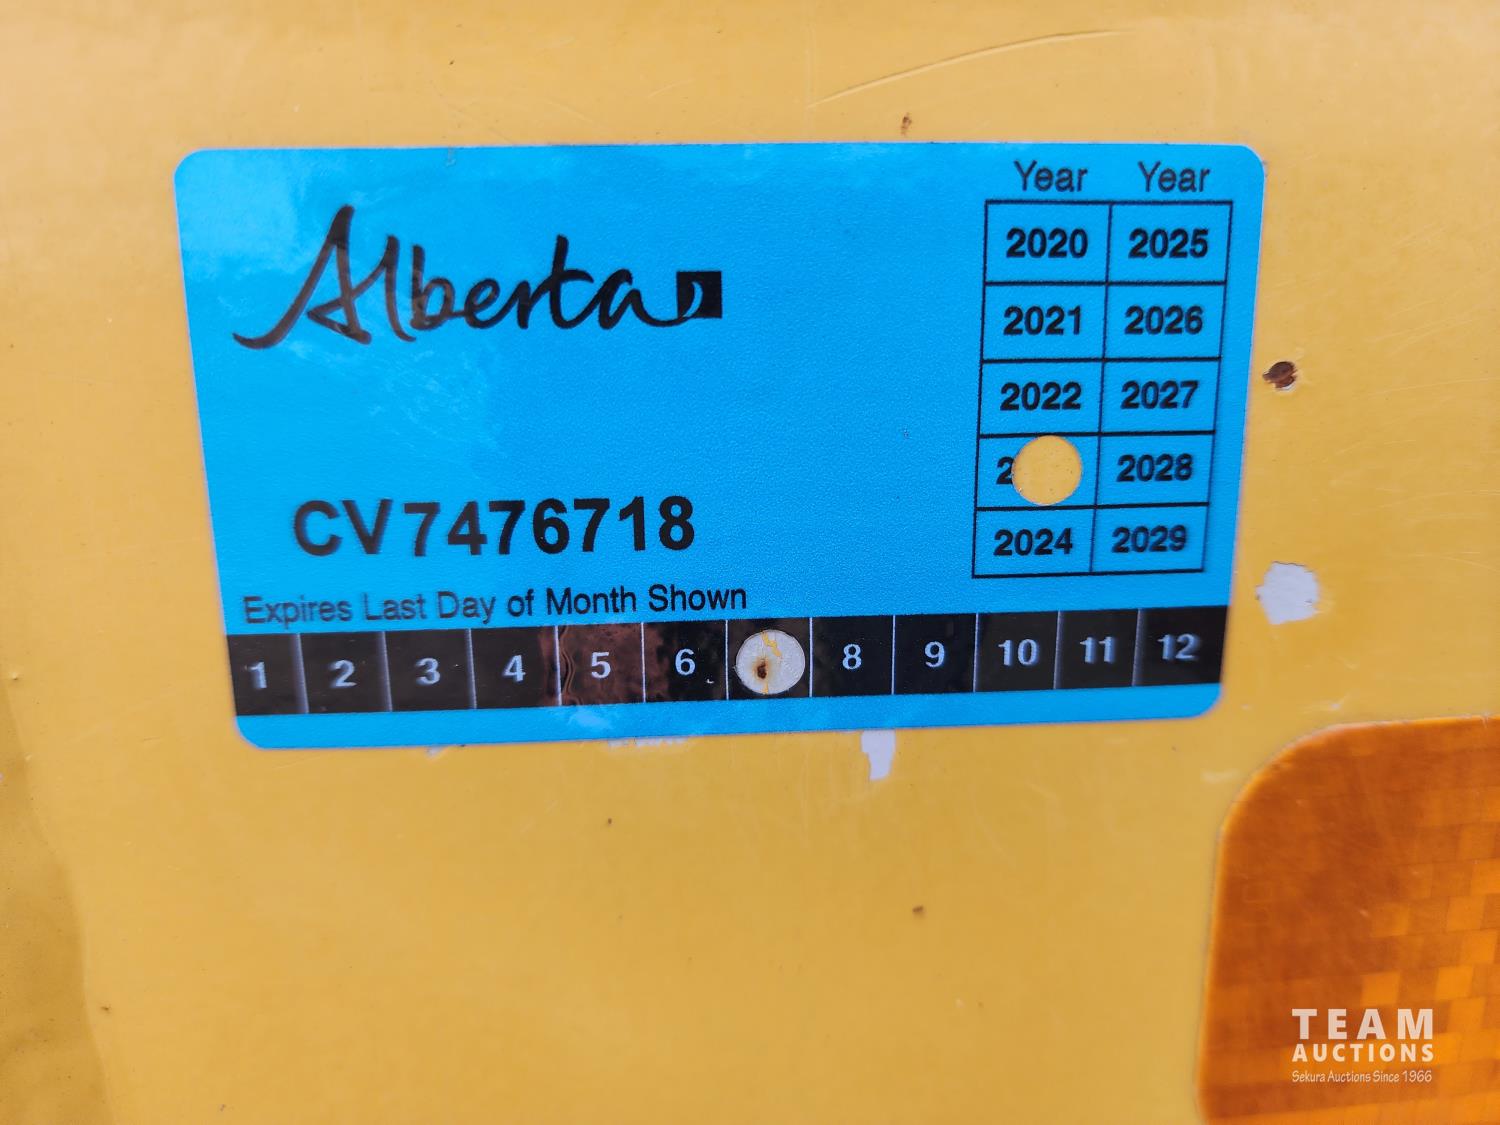 Alberta
Year Year
2020 2025
2021 2026
2022 2027
2 2028
2024 2029
CV7476718
Expires Last Day of Month Shown
1 2 3 4 5 6 8 9 10 11 12
TEAM
AUCTIONS
Sekura Auctions Since 1966